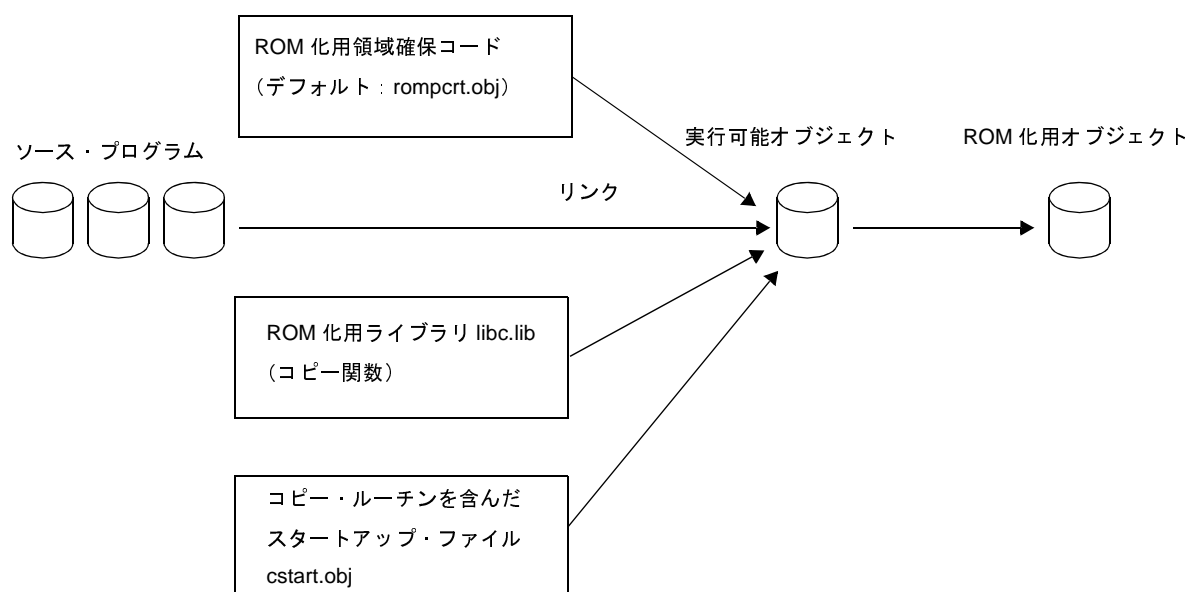 ROM 化用領域確保コード
（デフォルト：rompcrt.obj）
ソース・プログラム
リンク
実行可能オブジェクト
ROM 化用オブジェクト
ROM 化用ライブラリ libc.lib
（コピー関数）
コピー・ルーチンを含んだ
スタートアップ・ファイル
cstart.obj